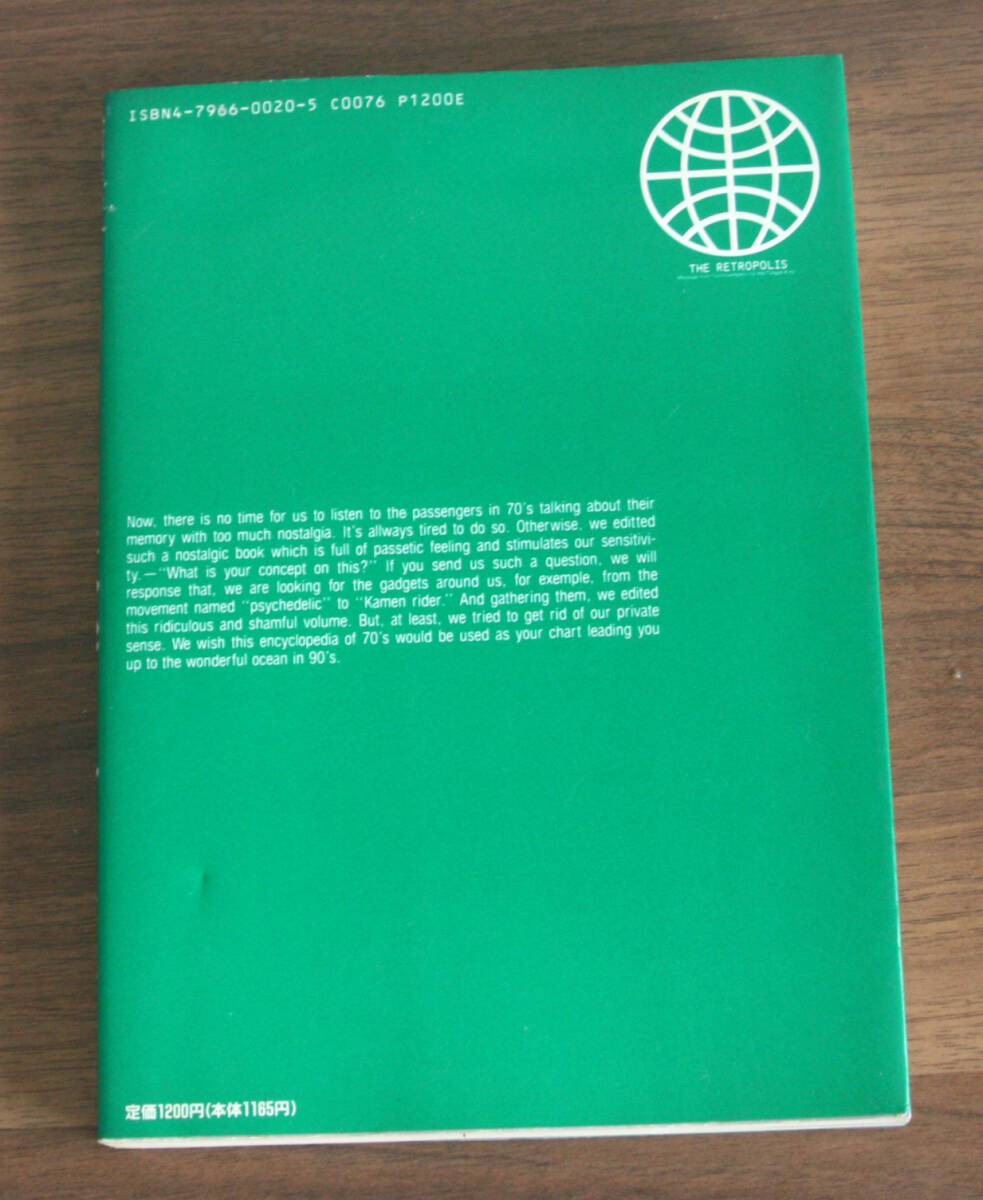 ISBN4-7966-0020-5 C0076 P1200E
THE RETROPOLIS
Now, there is no time for us to listen to the passengers in 70's talking about their
memory with too much nostalgia. It's allways tired to do so. Otherwise, we editted
such a nostalgic book which is full of passetic feeling and stimulates our sensitivi-
ty.—"What is your concept on this?" If you send us such a question, we will
response that, we are looking for the gadgets around us, for exemple, from the
movement named "psychedelic" to "Kamen rider." And gathering them, we edited
this ridiculous and shamful volume. But, at least, we tried to get rid of our private
sense. We wish this encyclopedia of 70's would be used as your chart leading you
up to the wonderful ocean in 90's.
定価1200円(本体1165円)